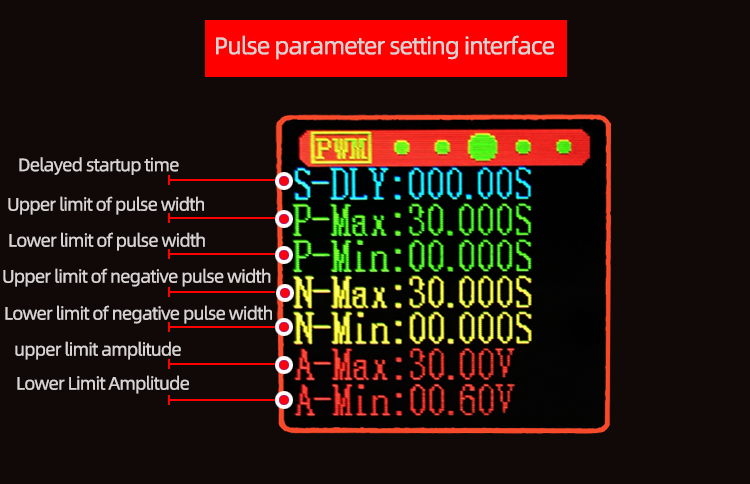 Pulse parameter setting interface
PWM
Delayed startup time
S-DLY:000.00S
Upper limit of pulse width
P-Max:30.000S
Lower limit of pulse width
P-Min:00.000S
Upper limit of negative pulse width
N-Max:30.000S
Lower limit of negative pulse width
N-Min:00.000S
upper limit amplitude
A-Max:30.00V
Lower Limit Amplitude
A-Min:00.60V